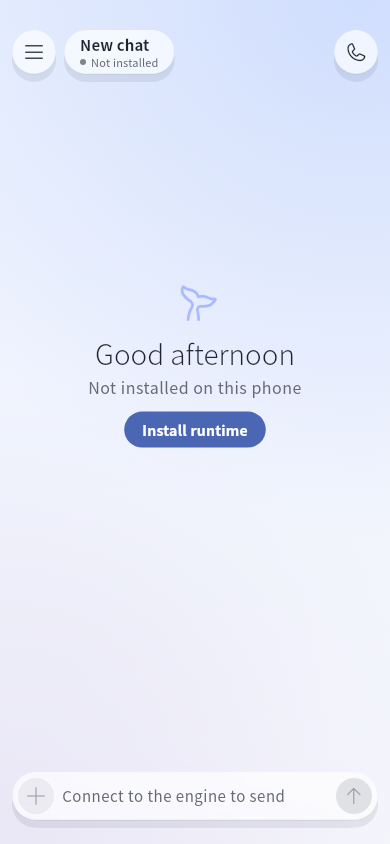 New chat
Not installed
Good afternoon
Not installed on this phone
Install runtime
Connect to the engine to send